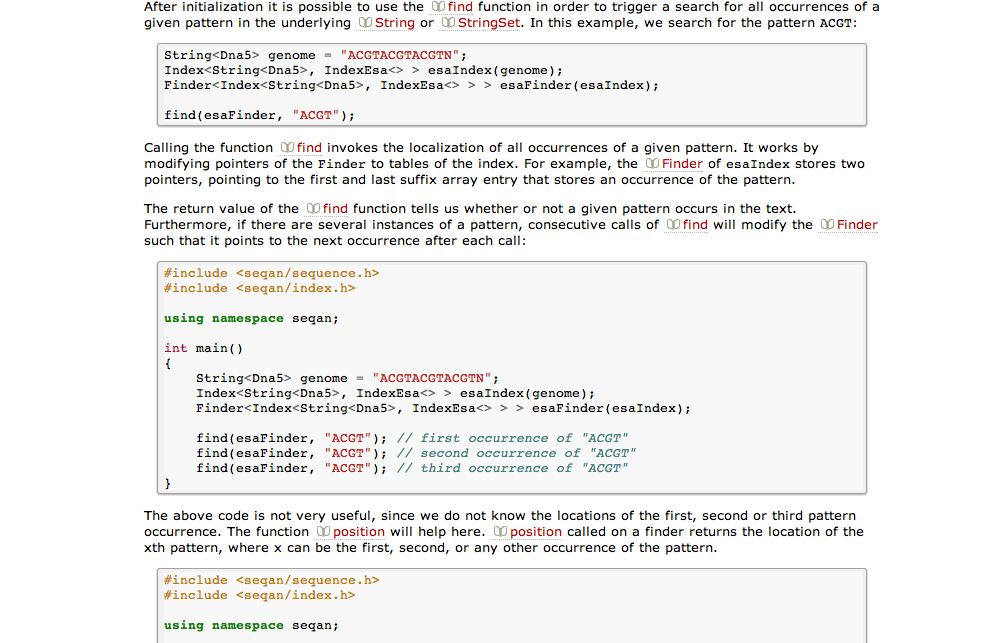 After initialization it is possible to use the find function in order to trigger a search for all occurrences of a
given pattern in the underlying String or StringSet. In this example, we search for the pattern ACGT:
String<Dna5> genome = "ACGTACGTACGTN";
Index<String<Dna5>, IndexEsa<> > esaIndex(genome);
Finder<Index<String<Dna5>, IndexEsa<> > > esaFinder(esaIndex);
find(esaFinder, "ACGT");
Calling the function find invokes the localization of all occurrences of a given pattern. It works by
modifying pointers of the Finder to tables of the index. For example, the Finder of esaIndex stores two
pointers, pointing to the first and last suffix array entry that stores an occurrence of the pattern.
The return value of the find function tells us whether or not a given pattern occurs in the text.
Furthermore, if there are several instances of a pattern, consecutive calls of find will modify the Finder
such that it points to the next occurrence after each call:
#include <seqan/sequence.h>
#include <seqan/index.h>
using namespace seqan;
int main()
{
    String<Dna5> genome = "ACGTACGTACGTN";
    Index<String<Dna5>, IndexEsa<> > esaIndex(genome);
    Finder<Index<String<Dna5>, IndexEsa<> > > esaFinder(esaIndex);
    find(esaFinder, "ACGT"); // first occurrence of "ACGT"
    find(esaFinder, "ACGT"); // second occurrence of "ACGT"
    find(esaFinder, "ACGT"); // third occurrence of "ACGT"
}
The above code is not very useful, since we do not know the locations of the first, second or third pattern
occurrence. The function position will help here. position called on a finder returns the location of the
xth pattern, where x can be the first, second, or any other occurrence of the pattern.
#include <seqan/sequence.h>
#include <seqan/index.h>
using namespace seqan;